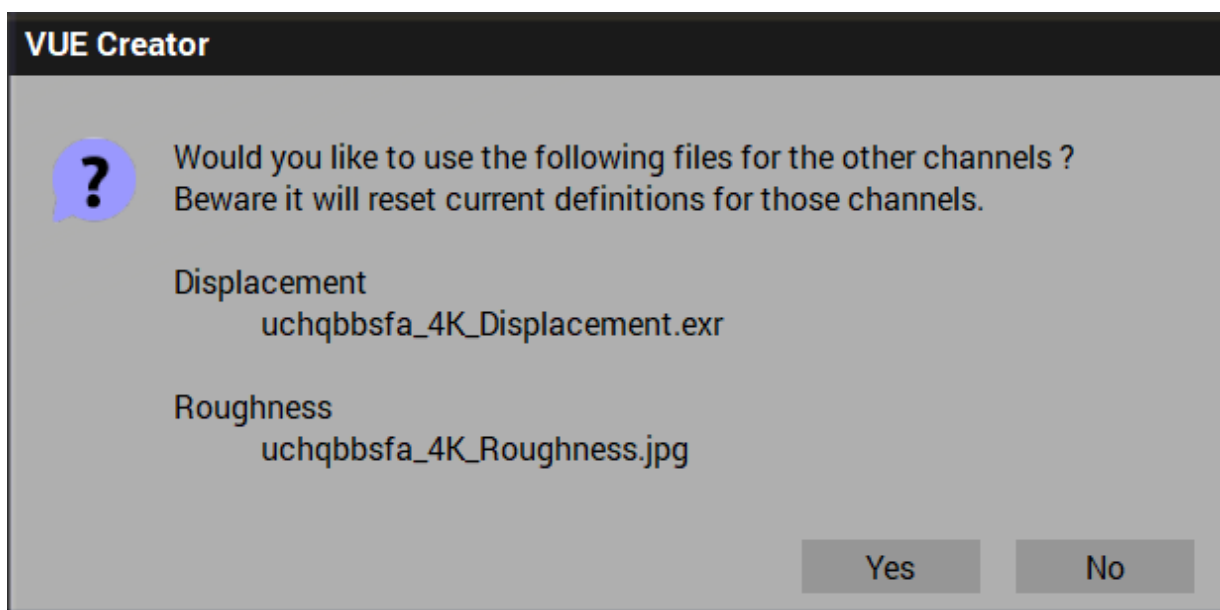 VUE Creator
Would you like to use the following files for the other channels ?
Beware it will reset current definitions for those channels.
Displacement
uchqbbsfa_4K_Displacement.exr
Roughness
uchqbbsfa_4K_Roughness.jpg
Yes No